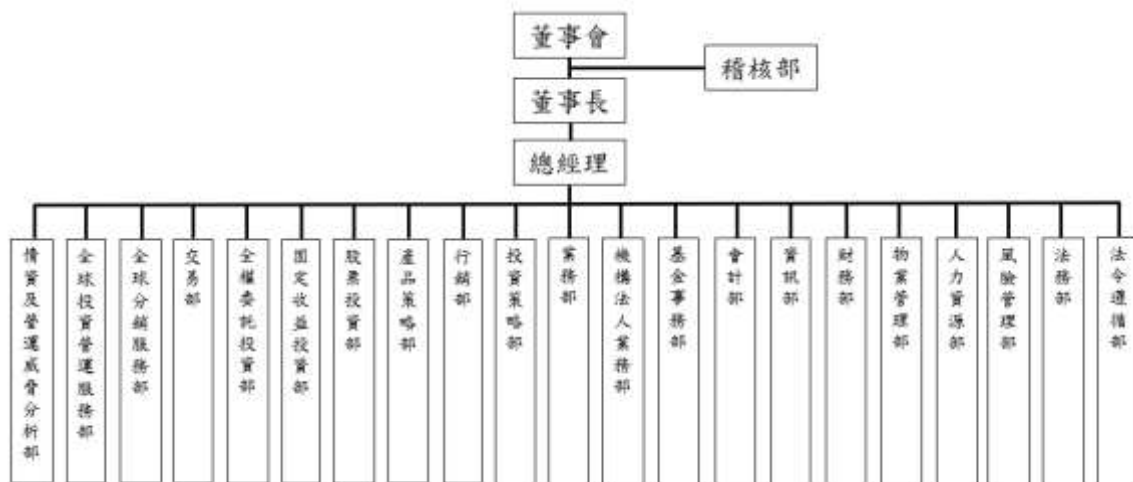 董事會
稽核部
董事長
總經理
情資及營運威脅分析部
全球投資營運服務部
全球分銷服務部
交易部
全權委託投資部
固定收益投資部
股票投資部
產品策略部
行銷部
投資策略部
業務部
機構法人業務部
基金事務部
會計部
資訊部
財務部
物業管理部
人力資源部
風險管理部
法務部
法令遵循部